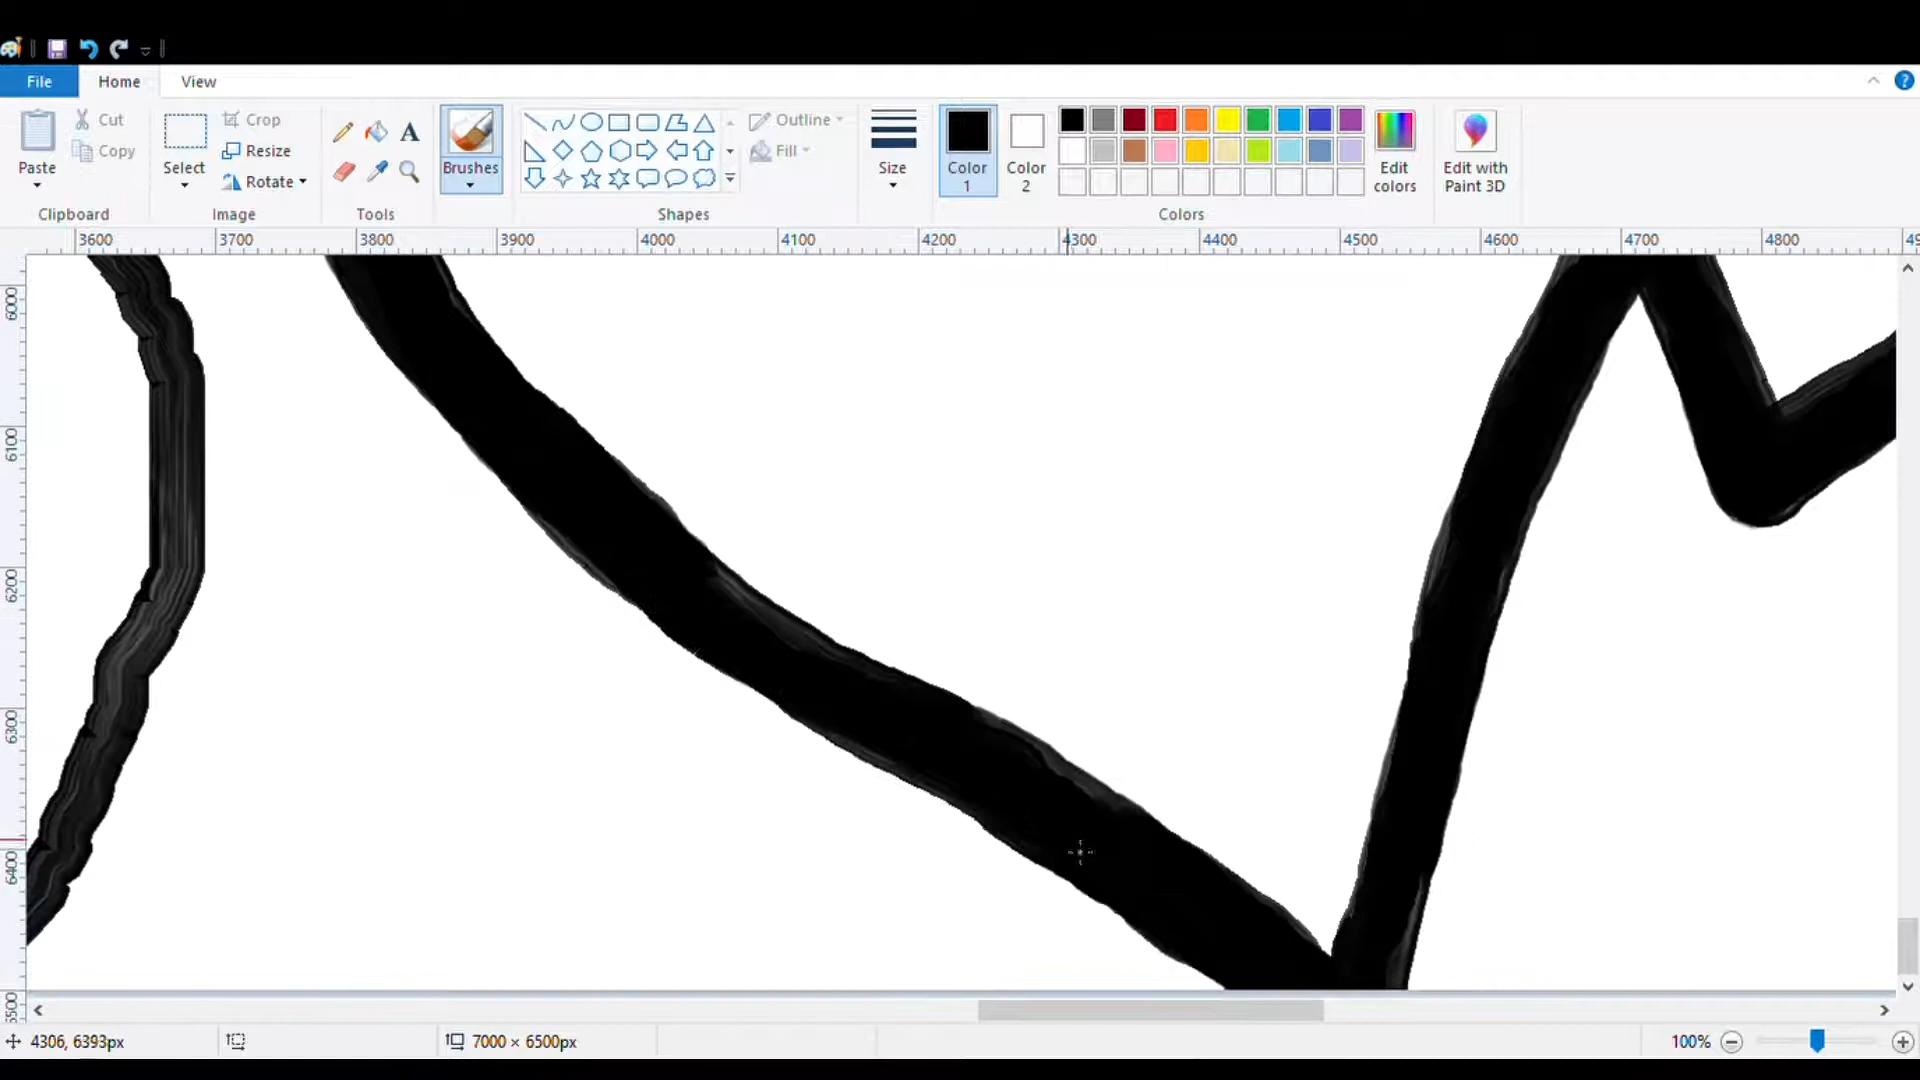 File Home View
Paste Cut Copy Select Crop Resize Rotate A Brushes Outline Fill Size Color 1 Color 2 Edit colors Edit with Paint 3D ?
Clipboard Image Tools Shapes Colors
3600 3700 3800 3900 4000 4100 4200 4300 4400 4500 4600 4700 4800 49
6000
6100
6200
6300
6400
6500
4306, 6393px 7000 × 6500px 100%